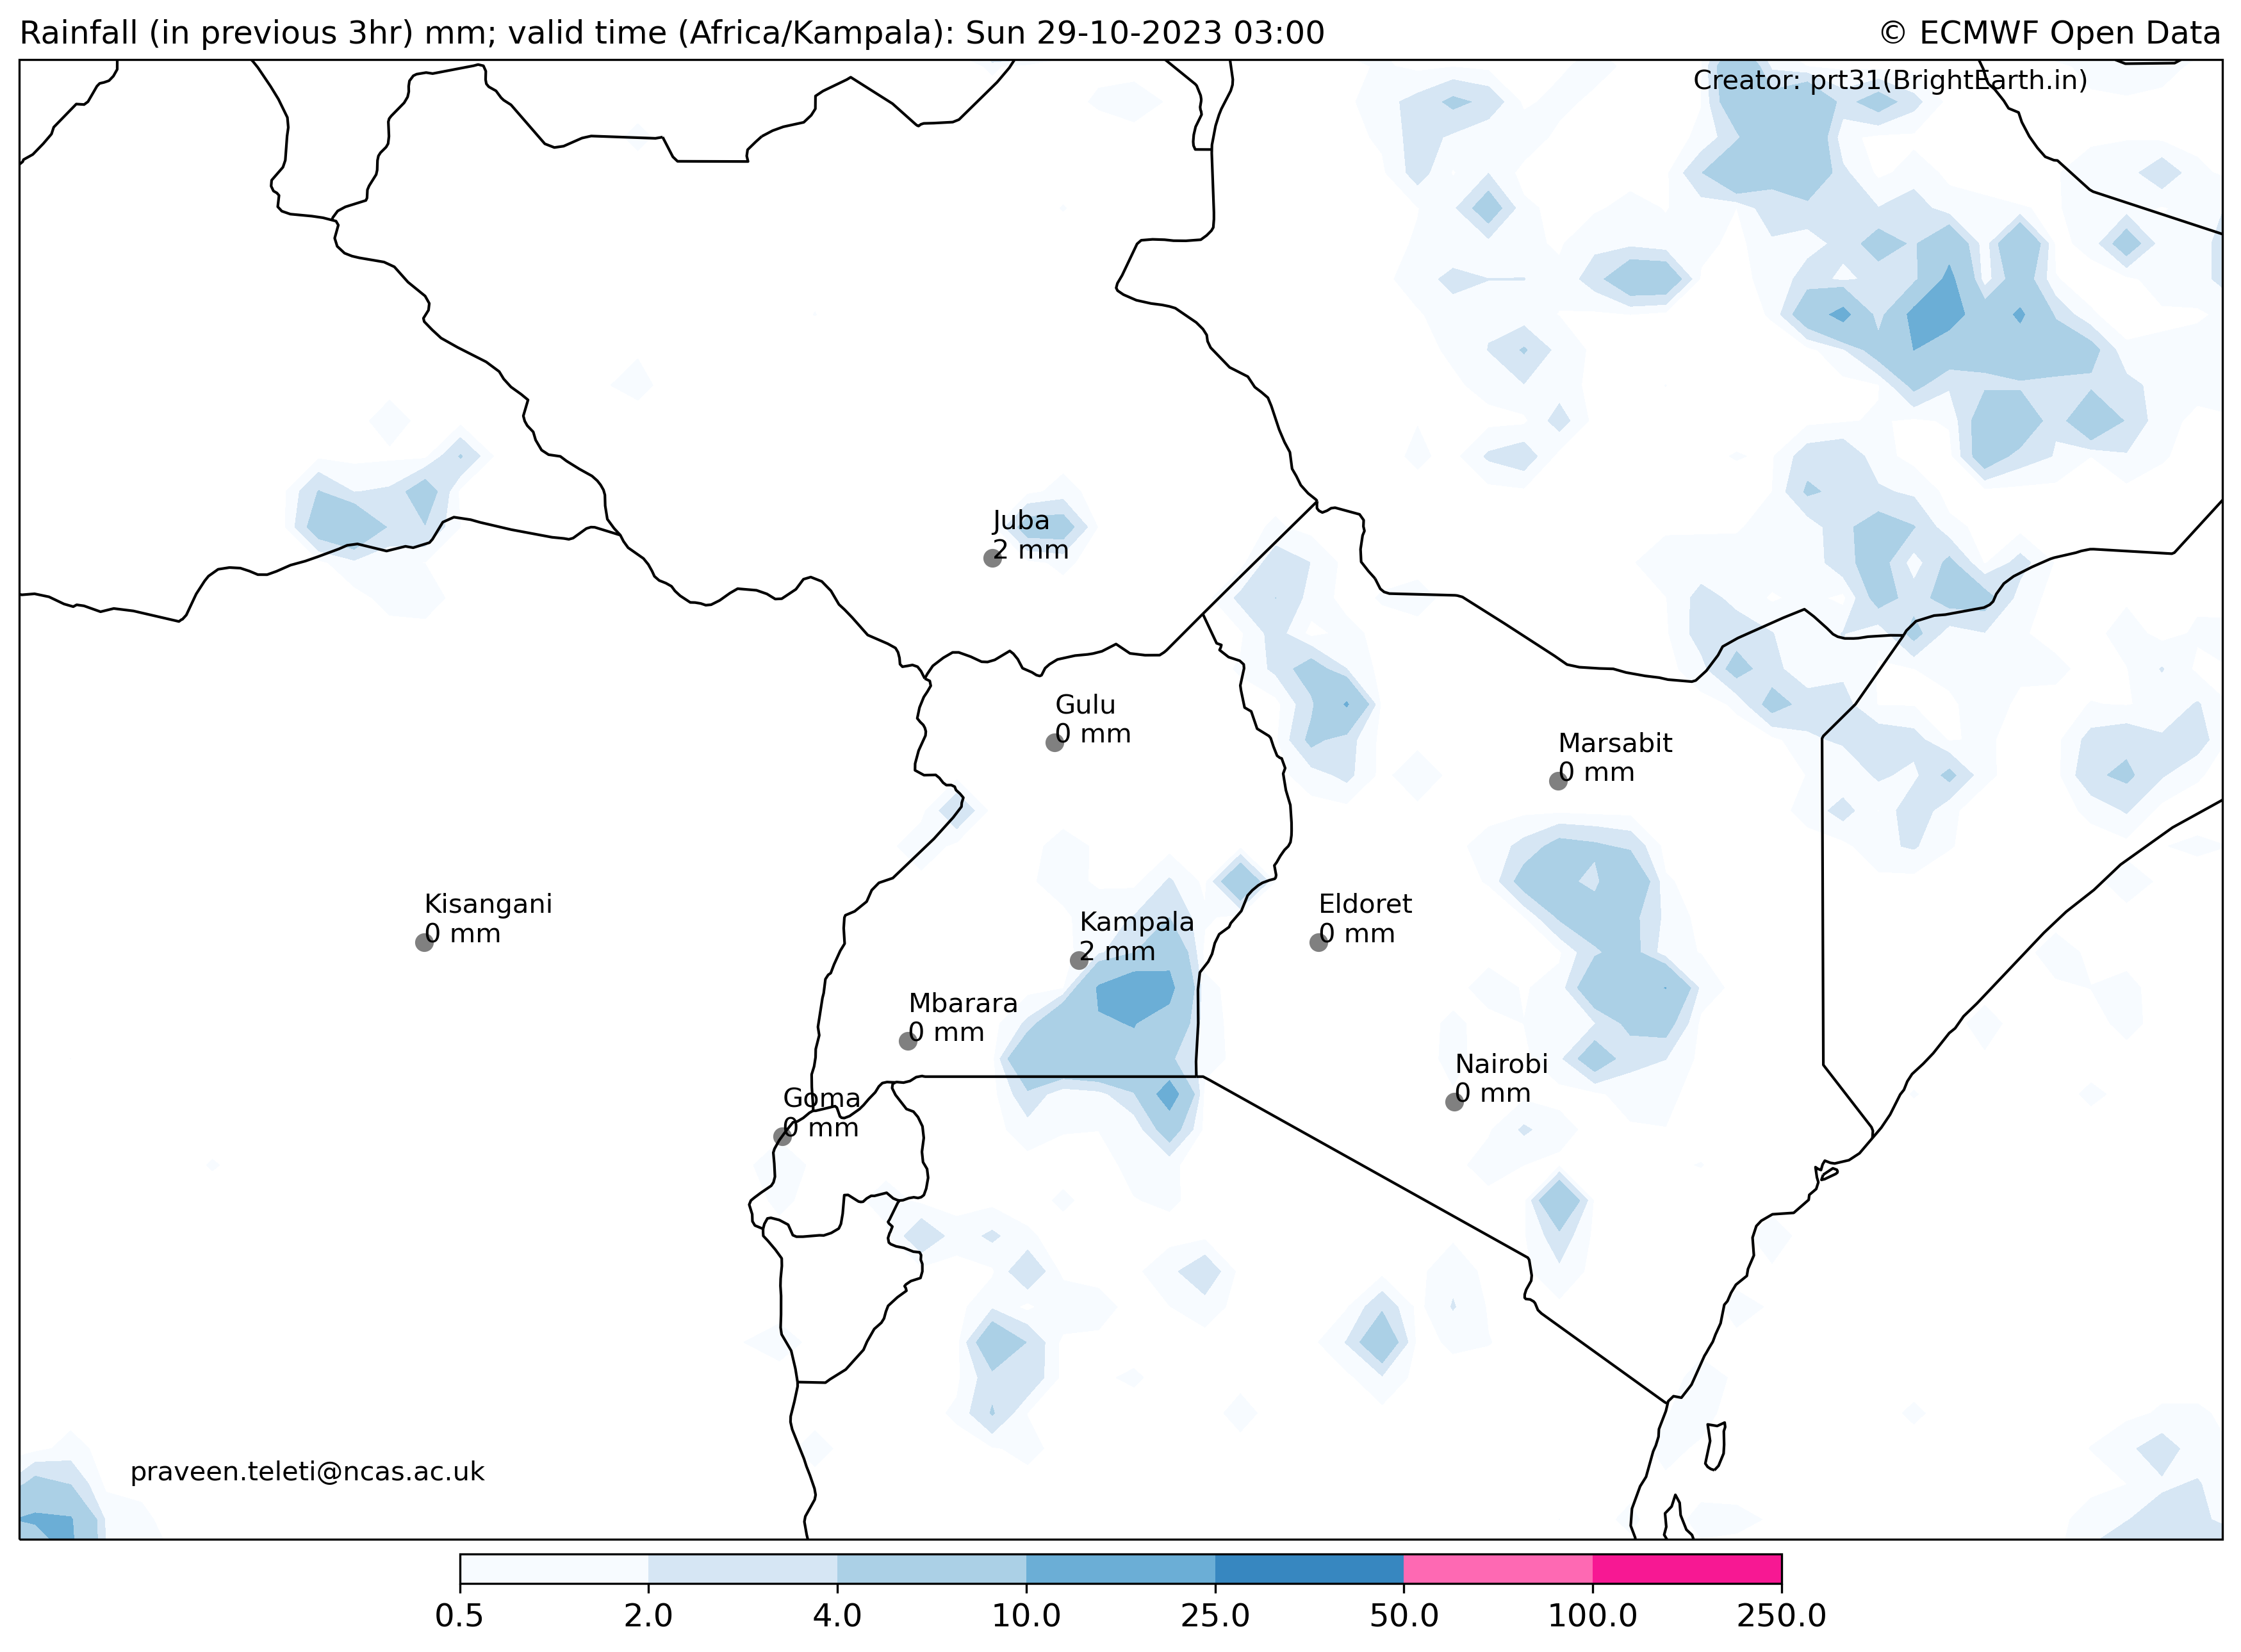 Rainfall (in previous 3hr) mm; valid time (Africa/Kampala): Sun 29-10-2023 03:00
© ECMWF Open Data
Creator: prt31(BrightEarth.in)
Juba
2 mm
Gulu
0 mm
Marsabit
0 mm
Kisangani
0 mm
Eldoret
0 mm
Kampala
2 mm
Mbarara
0 mm
Nairobi
0 mm
Goma
0 mm
praveen.teleti@ncas.ac.uk
0.5 2.0 4.0 10.0 25.0 50.0 100.0 250.0